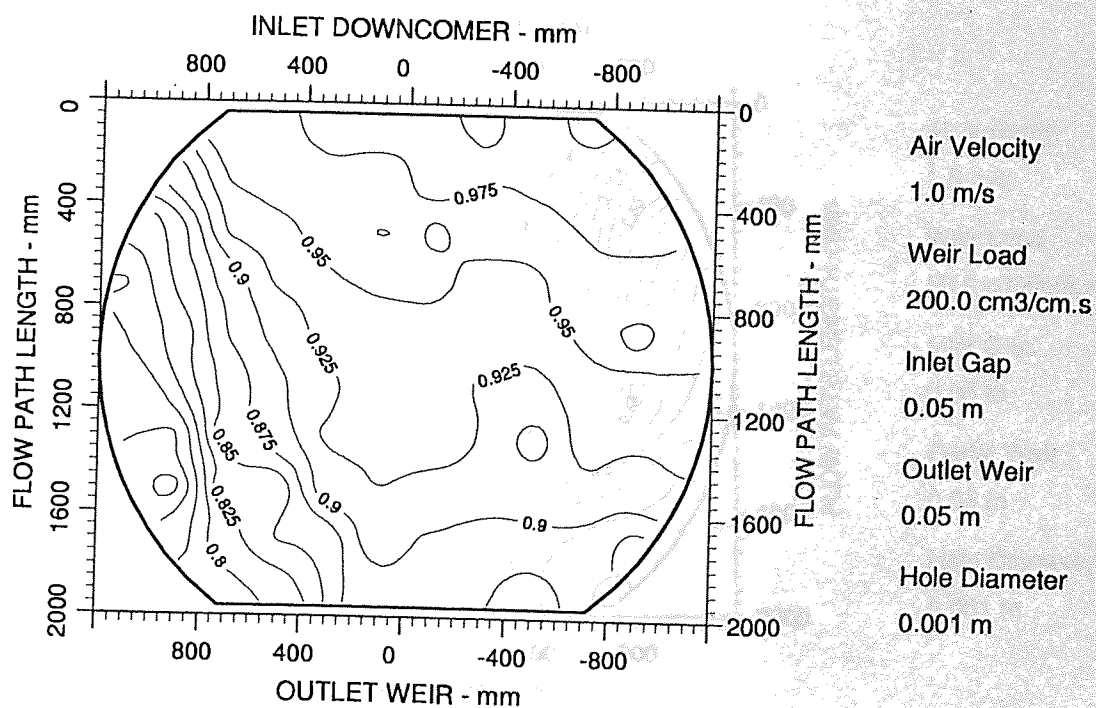 INLET DOWNCOMER - mm
800 400 0 -400 -800
0
400
800
1200
1600
2000
FLOW PATH LENGTH - mm
0.975
0.95
0.9
0.95
0.925
0.925
0.875
0.85
0.9
0.825
0.9
0.8
0
400
800
1200
1600
2000
FLOW PATH LENGTH - mm
800 400 0 -400 -800
OUTLET WEIR - mm
Air Velocity
1.0 m/s
Weir Load
200.0 cm3/cm.s
Inlet Gap
0.05 m
Outlet Weir
0.05 m
Hole Diameter
0.001 m